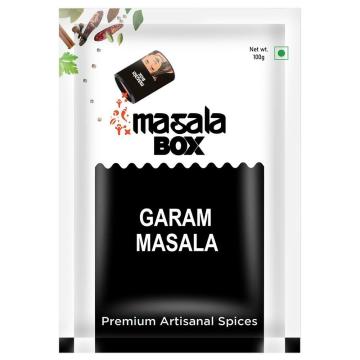 Net wt.
100g
masala
BOX
GARAM
MASALA
Premium Artisanal Spices